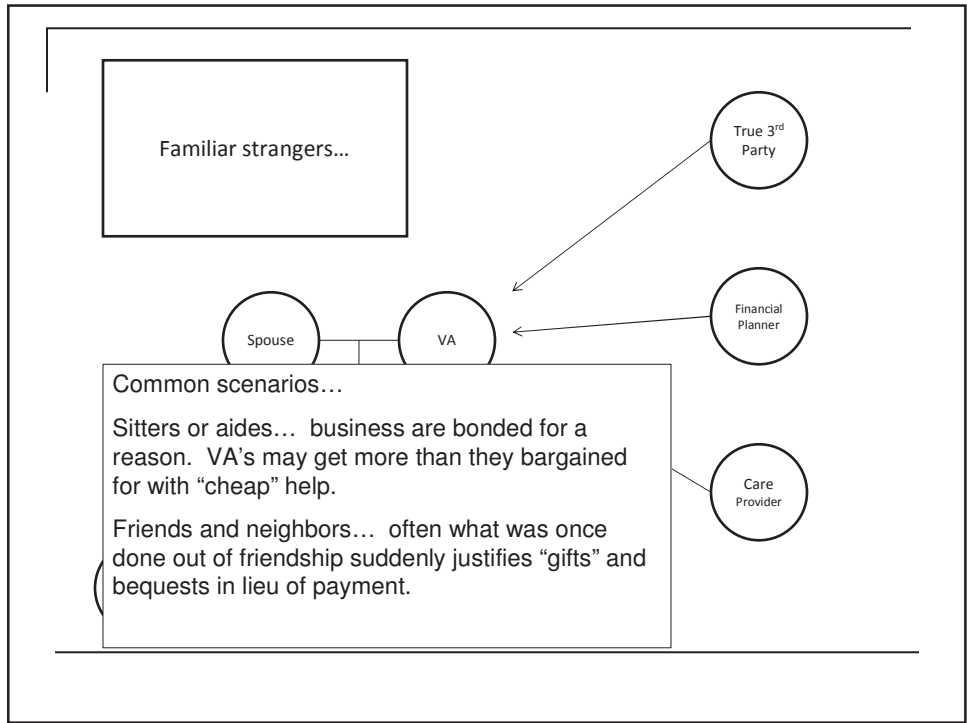 Familiar strangers…
True 3rd
Party
Financial
Planner
Spouse
VA
Common scenarios…
Sitters or aides… business are bonded for a
reason. VA's may get more than they bargained
for with “cheap” help.
Friends and neighbors… often what was once
done out of friendship suddenly justifies “gifts” and
bequests in lieu of payment.
Care
Provider